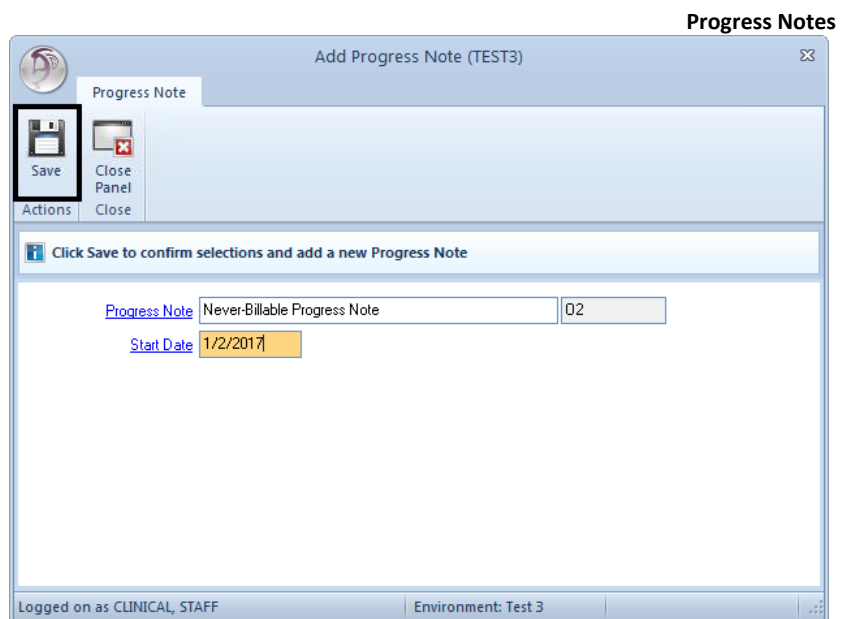 Progress Notes
Add Progress Note (TEST3)
Progress Note
Save
Close
Panel
Actions
Close
Click Save to confirm selections and add a new Progress Note
Progress Note Never-Billable Progress Note 02
Start Date 1/2/2017
Logged on as CLINICAL, STAFF Environment: Test 3